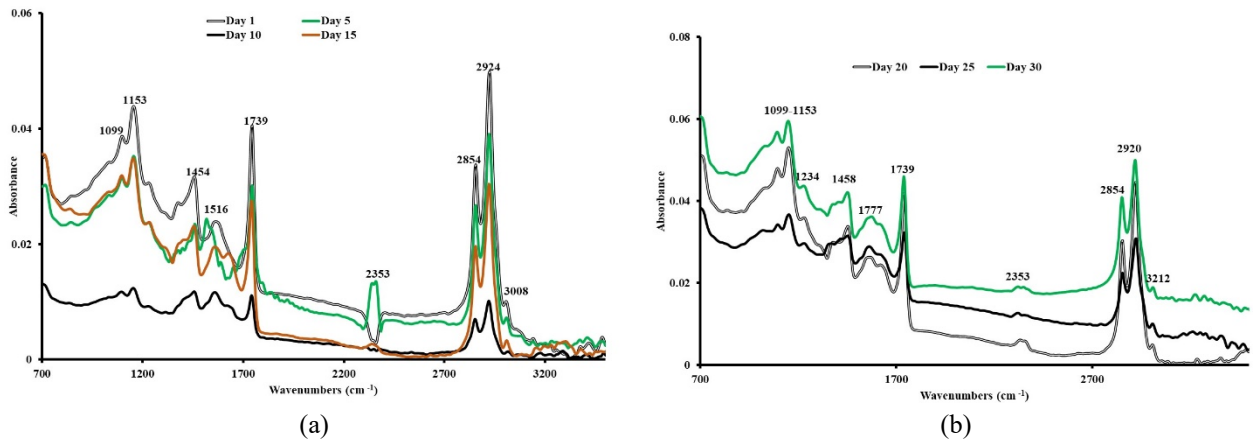 0.06
0.04
0.02
0
Absorbance
Day 1
Day 5
Day 10
Day 15
1099
1153
1454
1516
1739
2353
2854
2924
3008
700
1200
1700
2200
2700
3200
Wavenumbers (cm⁻¹)
(a)
0.08
0.06
0.04
0.02
0
Absorbance
Day 20
Day 25
Day 30
1099-1153
1234
1458
1777
1739
2353
2854
2920
3212
700
1700
2700
Wavenumbers (cm⁻¹)
(b)